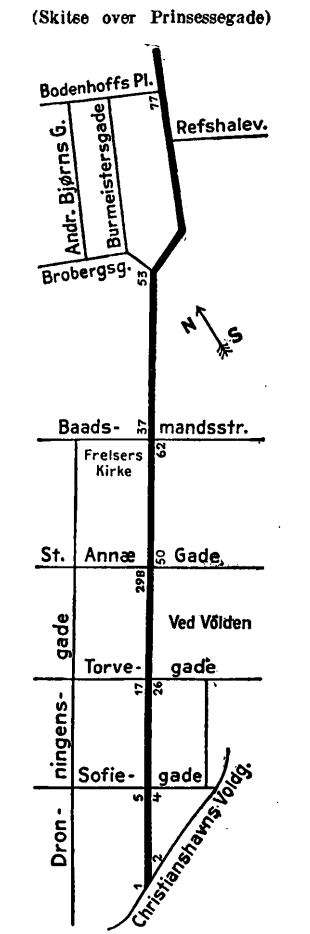 (Skitse over Prinsessegade)
Bodenhoffs Pl.
77
Refshalev.
Andr. Bjørns G.
Burmeistersgade
Brobergsg.
53
N
S
Baads- mandsstr.
37
62
Frelsers
Kirke
St. Annæ Gade
50
29B
Ved Volden
Torve- gade
17
26
Sofie- gade
5
4
Dron- ningens- gade
2
1
Christianshavns Voldg.